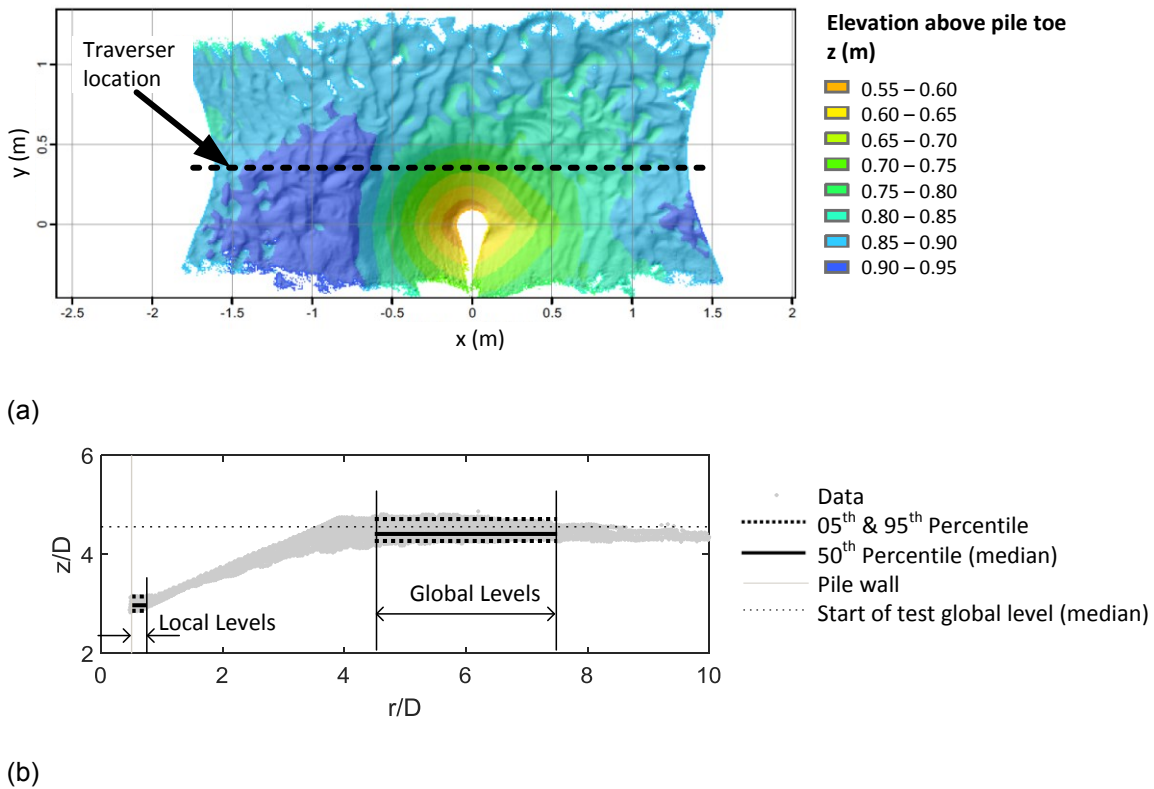 Traverser
location
1
0.5
0
y (m)
-2.5 -2 -1.5 -1 -0.5 0 0.5 1 1.5 2
x (m)
Elevation above pile toe
z (m)
0.55 – 0.60
0.60 – 0.65
0.65 – 0.70
0.70 – 0.75
0.75 – 0.80
0.80 – 0.85
0.85 – 0.90
0.90 – 0.95
(a)
6
4
2
z/D
Local Levels
Global Levels
0 2 4 6 8 10
r/D
Data
05th & 95th Percentile
50th Percentile (median)
Pile wall
Start of test global level (median)
(b)